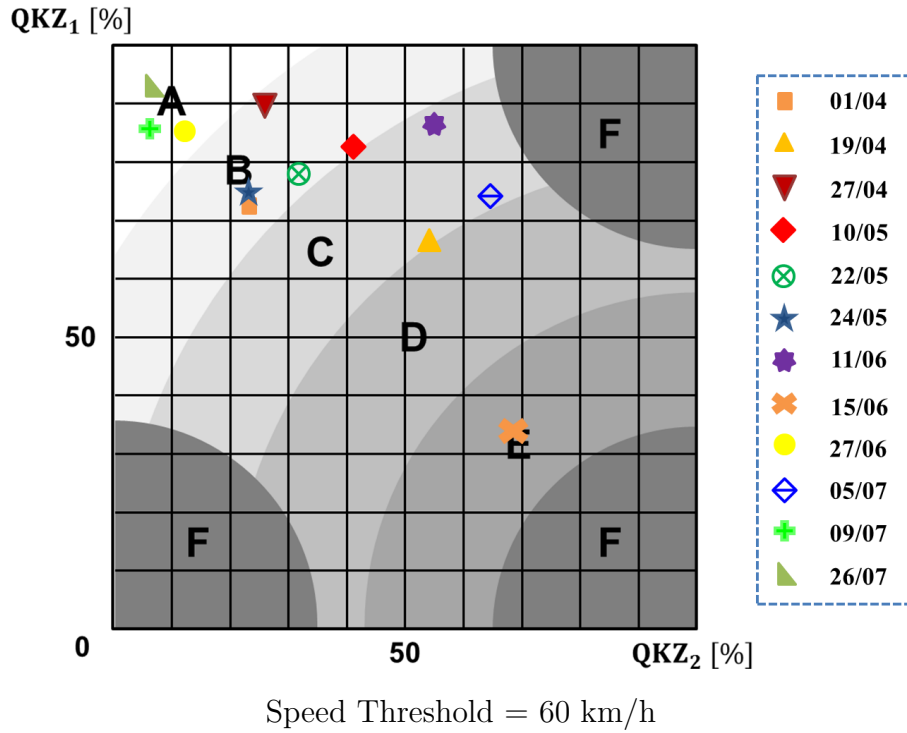 QKZ₁ [%]
A
F
B
C
50
D
E
F
F
0
50
QKZ₂ [%]
01/04
19/04
27/04
10/05
22/05
24/05
11/06
15/06
27/06
05/07
09/07
26/07
Speed Threshold = 60 km/h